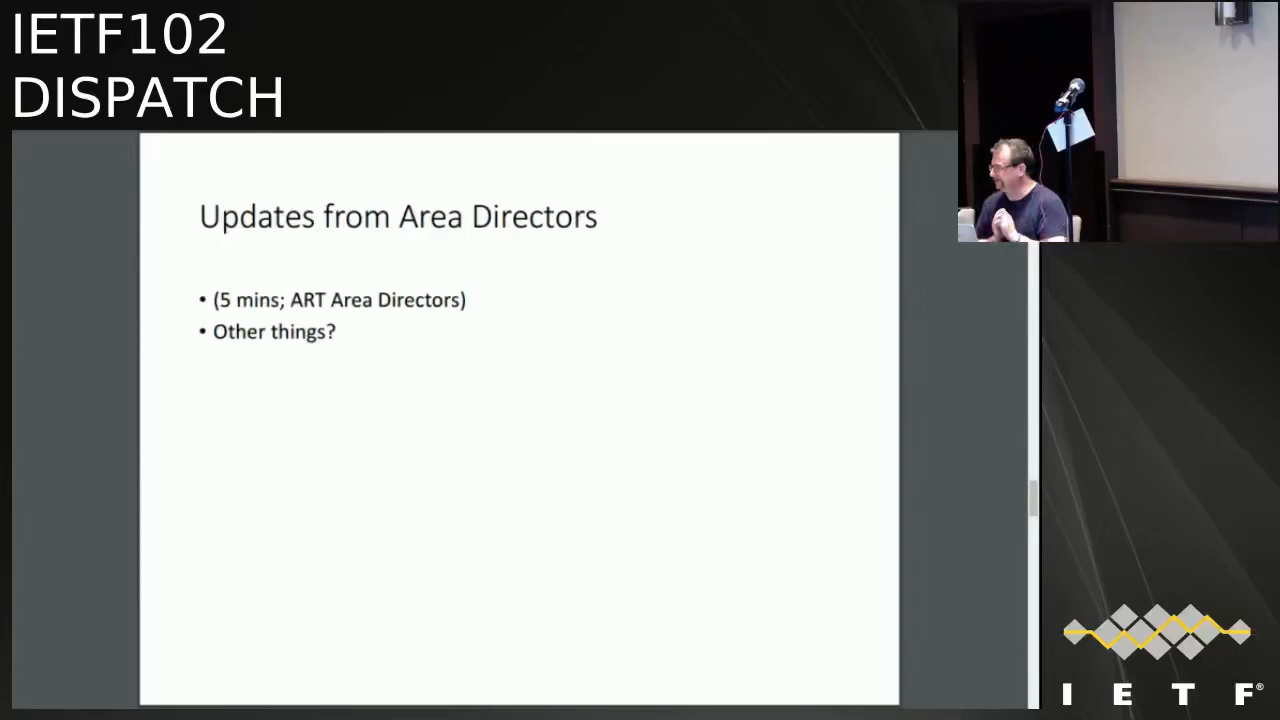 IETF102
DISPATCH
Updates from Area Directors
• (5 mins; ART Area Directors)
• Other things?
I E T F®